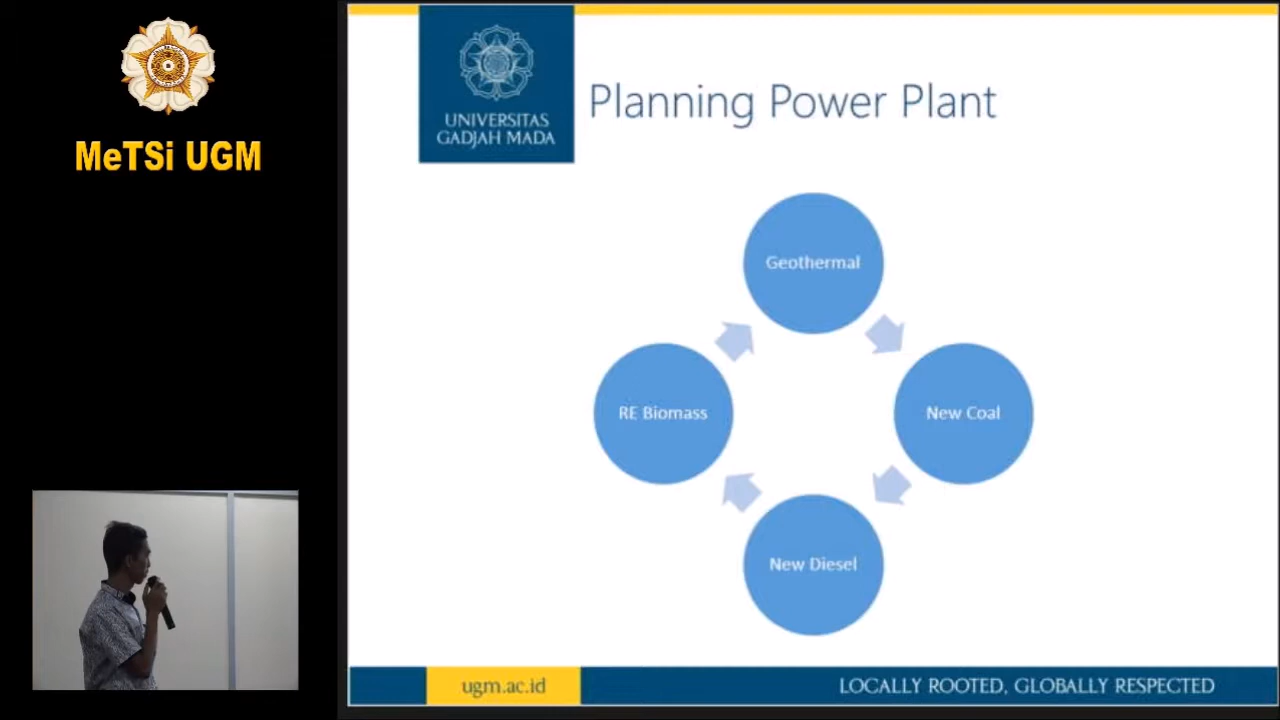 MeTSi UGM
UNIVERSITAS
GADJAH MADA
Planning Power Plant
Geothermal
RE Biomass
New Coal
New Diesel
ugm.ac.id
LOCALLY ROOTED, GLOBALLY RESPECTED